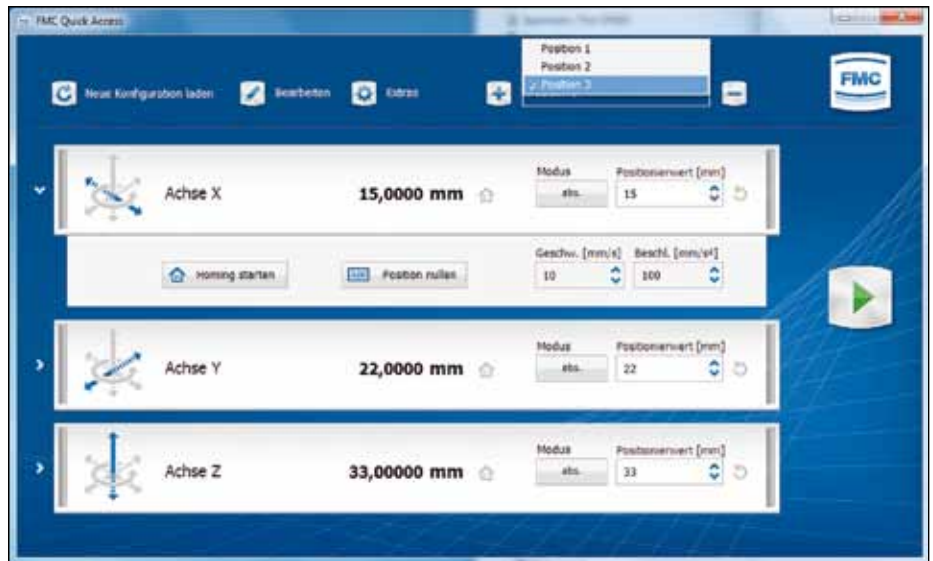 FMC Quick Access
Position 1
Position 2
✓ Position 3
Neue Konfiguration laden
Bearbeiten
Extras
FMC
Achse X
15,0000 mm
Modus
abs.
Positionierwert [mm]
15
Homing starten
Position nullen
Geschw. [mm/s]
10
Beschl. [mm/s²]
100
Achse Y
22,0000 mm
Modus
abs.
Positionierwert [mm]
22
Achse Z
33,00000 mm
Modus
abs.
Positionierwert [mm]
33